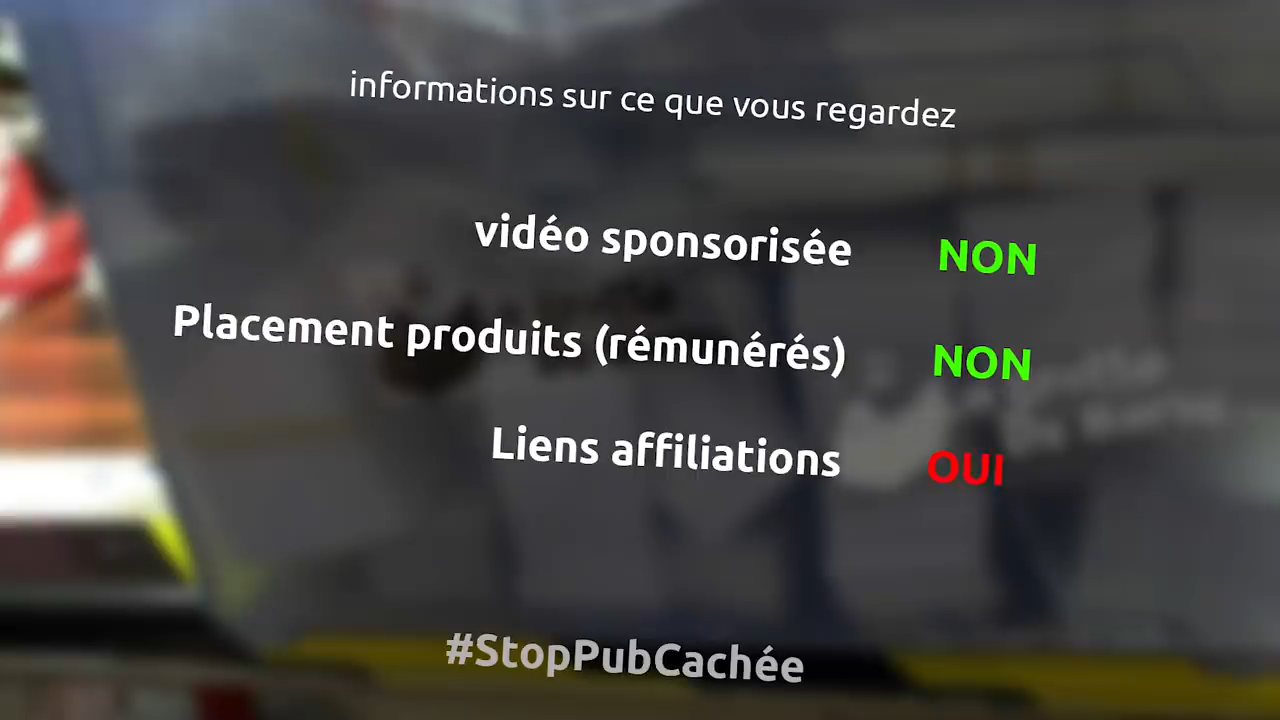 informations sur ce que vous regardez
vidéo sponsorisée NON
Placement produits (rémunérés) NON
Liens affiliations OUI
#StopPubCachée